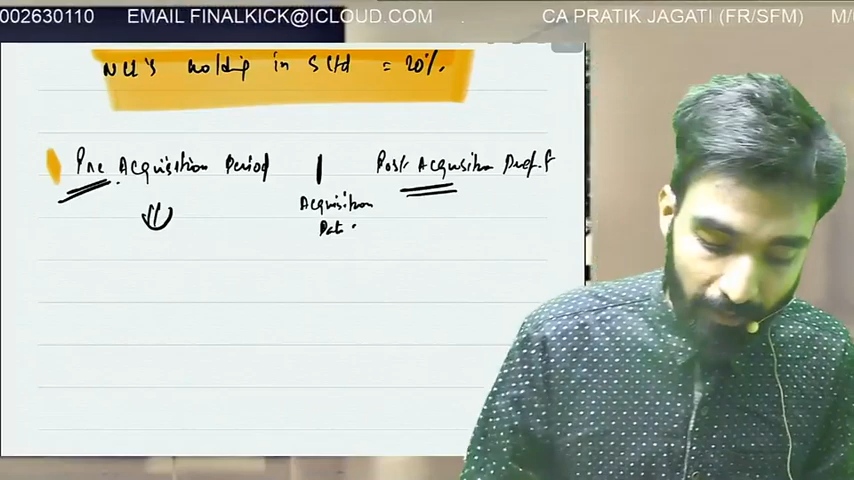 002630110 EMAIL FINALKICK@ICLOUD.COM CA PRATIK JAGATI (FR/SFM) M/
NCI's holding in S Ltd = 20%.
Pre Acquisition Period | Post Acquisition Profit
Acquisition
Date